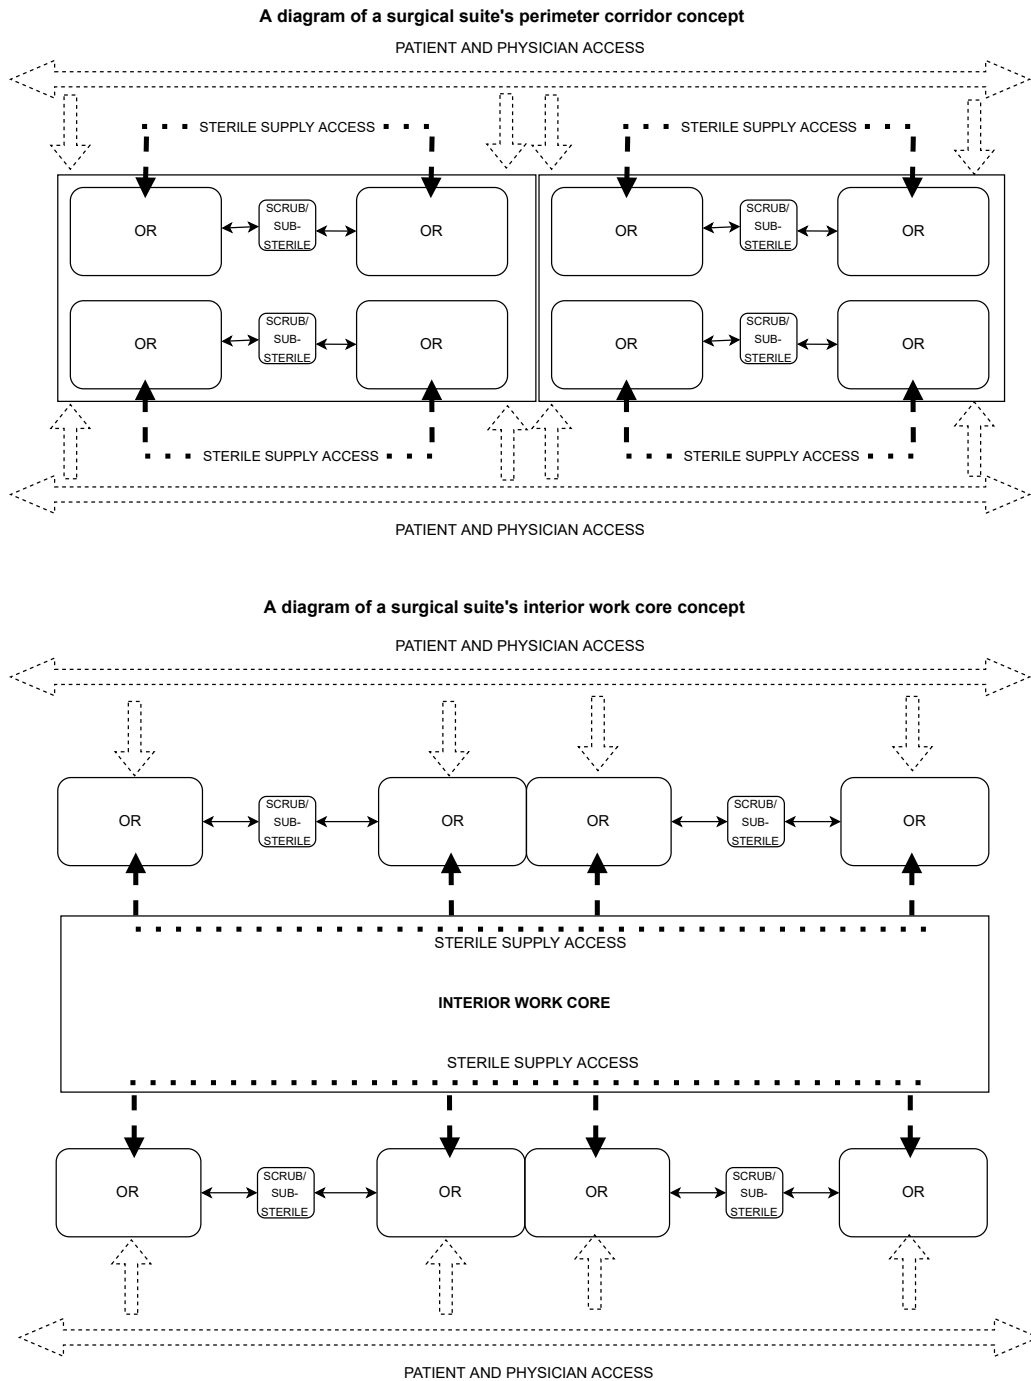 A diagram of a surgical suite's perimeter corridor concept
PATIENT AND PHYSICIAN ACCESS
STERILE SUPPLY ACCESS
STERILE SUPPLY ACCESS
OR
SCRUB/
SUB-
STERILE
OR
OR
SCRUB/
SUB-
STERILE
OR
OR
SCRUB/
SUB-
STERILE
OR
OR
SCRUB/
SUB-
STERILE
OR
STERILE SUPPLY ACCESS
STERILE SUPPLY ACCESS
PATIENT AND PHYSICIAN ACCESS
A diagram of a surgical suite's interior work core concept
PATIENT AND PHYSICIAN ACCESS
OR
SCRUB/
SUB-
STERILE
OR
OR
SCRUB/
SUB-
STERILE
OR
STERILE SUPPLY ACCESS
INTERIOR WORK CORE
STERILE SUPPLY ACCESS
OR
SCRUB/
SUB-
STERILE
OR
OR
SCRUB/
SUB-
STERILE
OR
PATIENT AND PHYSICIAN ACCESS